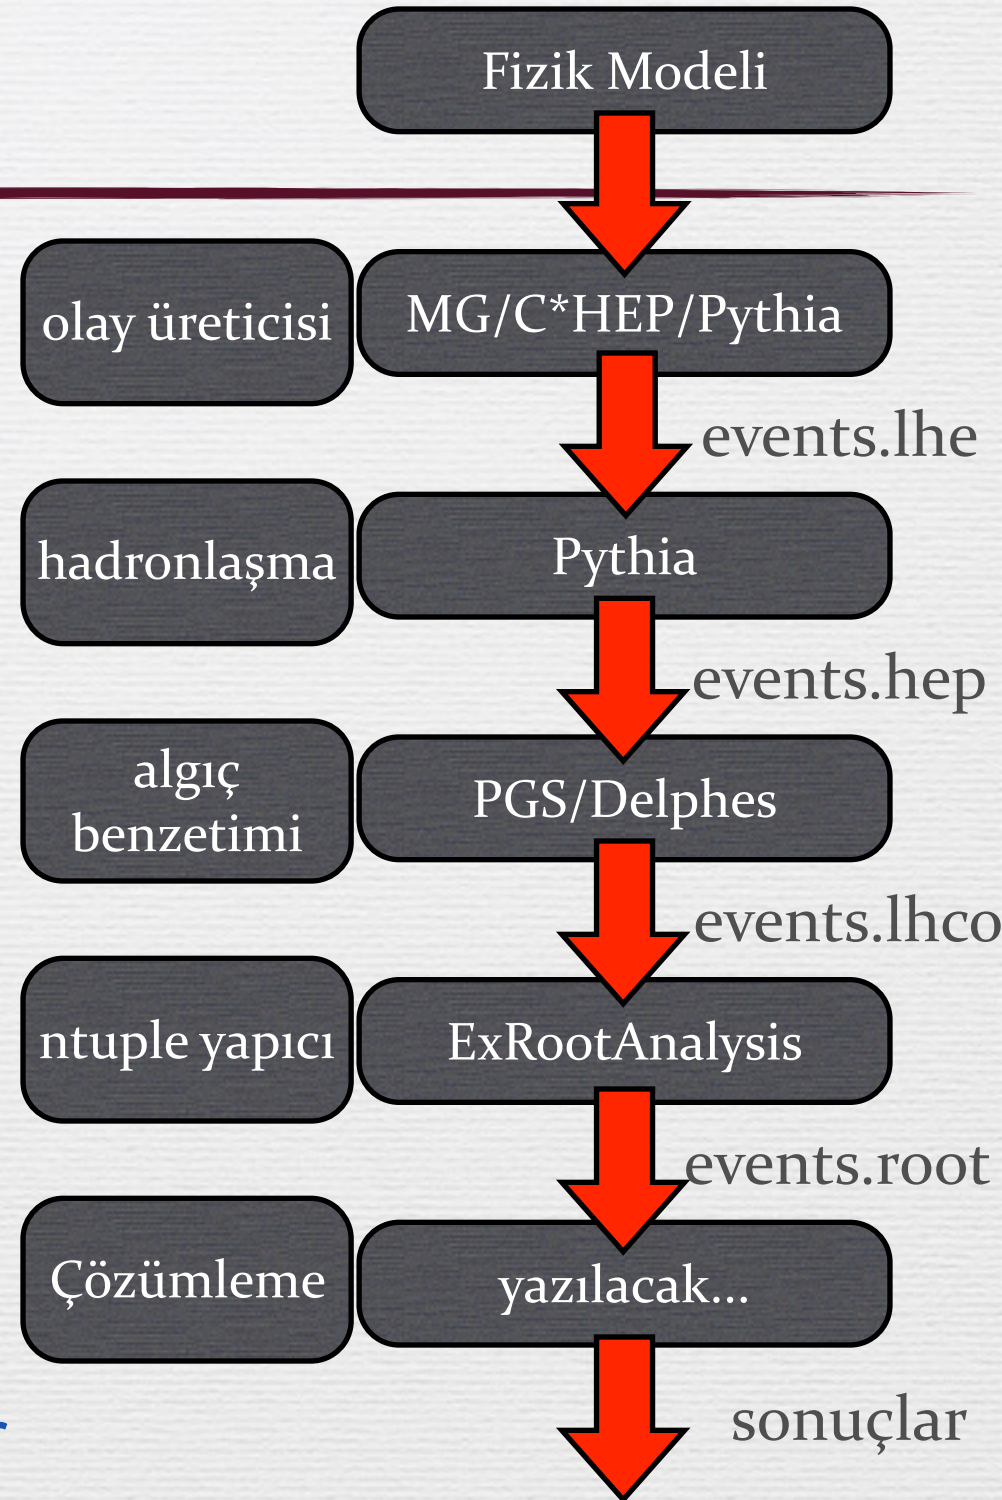 Fizik Modeli
olay üreticisi
MG/C*HEP/Pythia
events.lhe
hadronlaşma
Pythia
events.hep
algıç
benzetimi
PGS/Delphes
events.lhco
ntuple yapıcı
ExRootAnalysis
events.root
Çözümleme
yazılacak...
sonuçlar